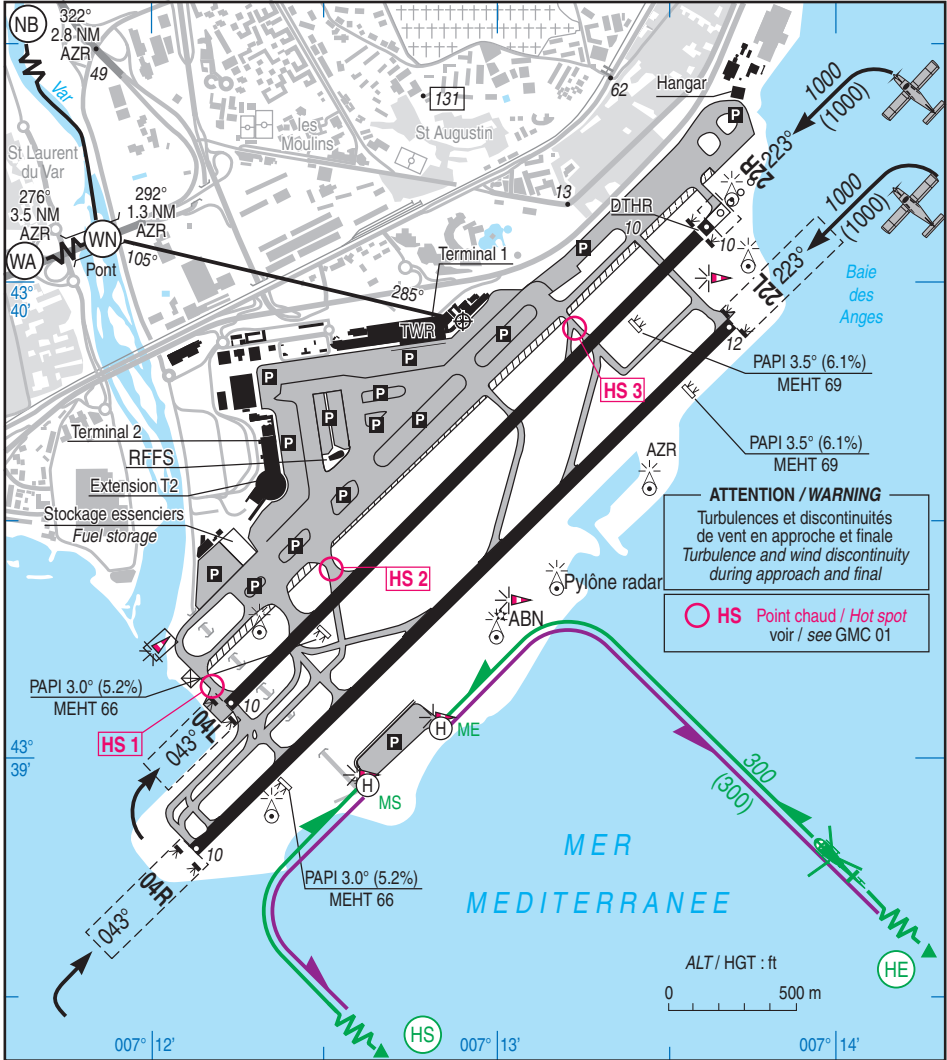 NB
322°
2.8 NM
AZR
49
Var
131
62
Hangar
P
1000
(1000)
les
Moulins
St Augustin
St Laurent
du Var
22R
223°
1000
(1000)
276°
3.5 NM
AZR
292°
1.3 NM
AZR
13
DTHR
10
10
WA
WN
105°
Pont
Terminal 1
P
22L
223°
Baie
des
Anges
43°
40'
285°
TWR
P
P
HS 3
12
PAPI 3.5° (6.1%)
MEHT 69
P
P
P
P
P
Terminal 2
RFFS
P
P
Extension T2
PAPI 3.5° (6.1%)
MEHT 69
AZR
P
Stockage essenciers
Fuel storage
P
P
P
HS 2
ATTENTION / WARNING
Turbulences et discontinuités
de vent en approche et finale
Turbulence and wind discontinuity
during approach and final
Pylône radar
ABN
HS Point chaud / Hot spot
voir / see GMC 01
PAPI 3.0° (5.2%)
MEHT 66
10
HS 1
04L
043°
P
H
ME
43°
39'
H
MS
300
(300)
10
PAPI 3.0° (5.2%)
MEHT 66
04R
043°
MER
MEDITERRANEE
ALT / HGT : ft
0 500 m
HE
HS
007° 12'
007° 13'
007° 14'